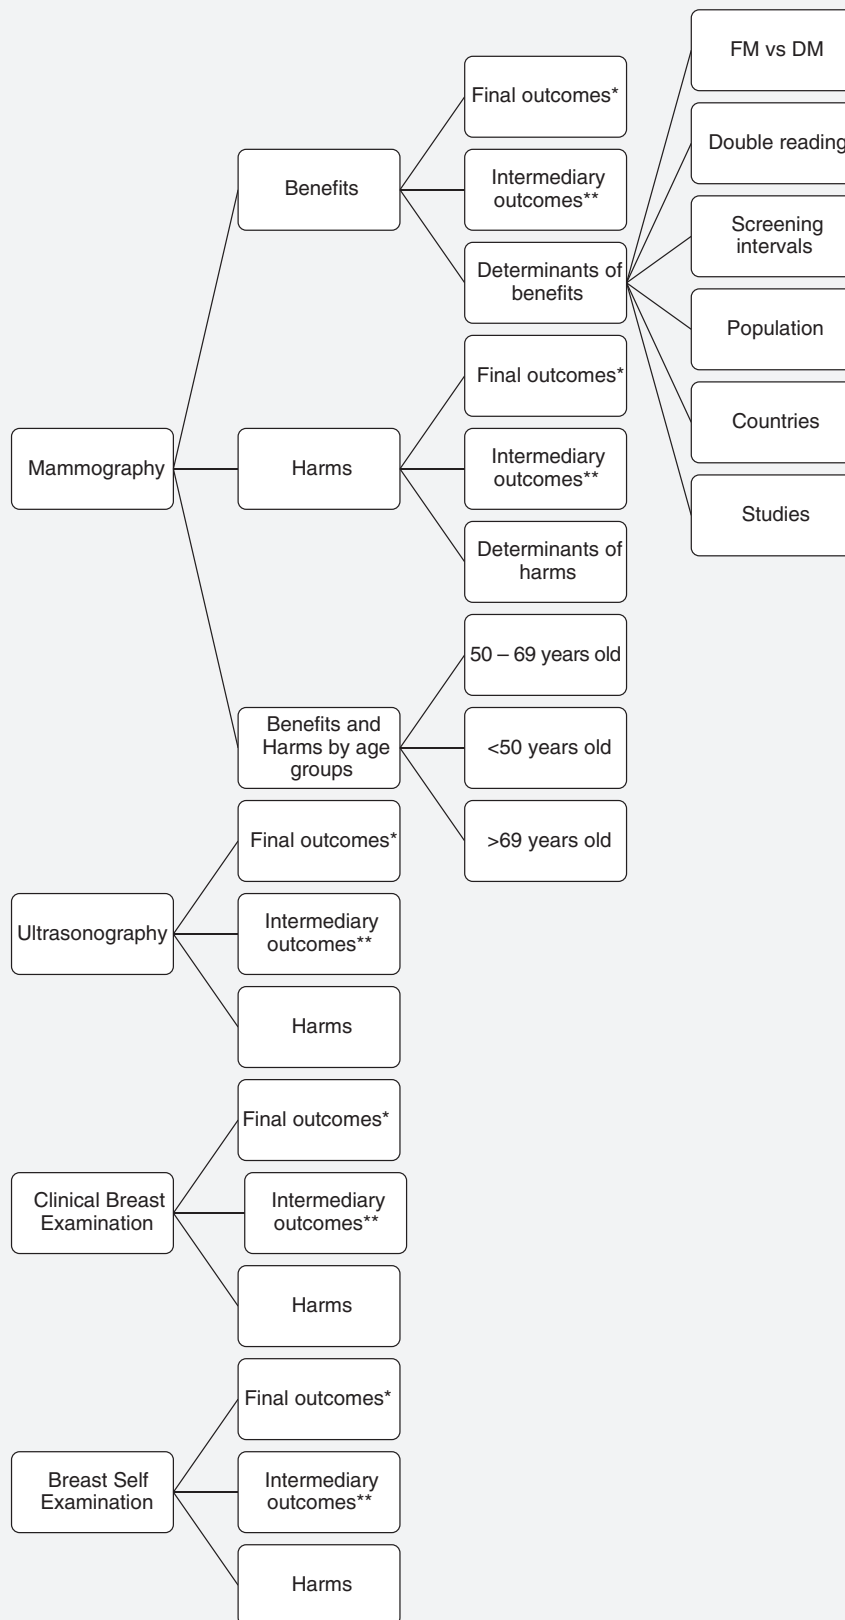 Mammography
Benefits
Final outcomes*
Intermediary
outcomes**
Determinants of
benefits
FM vs DM
Double reading
Screening
intervals
Population
Countries
Studies
Harms
Final outcomes*
Intermediary
outcomes**
Determinants of
harms
Benefits and
Harms by age
groups
50 – 69 years old
<50 years old
>69 years old
Ultrasonography
Final outcomes*
Intermediary
outcomes**
Harms
Clinical Breast
Examination
Final outcomes*
Intermediary
outcomes**
Harms
Breast Self
Examination
Final outcomes*
Intermediary
outcomes**
Harms